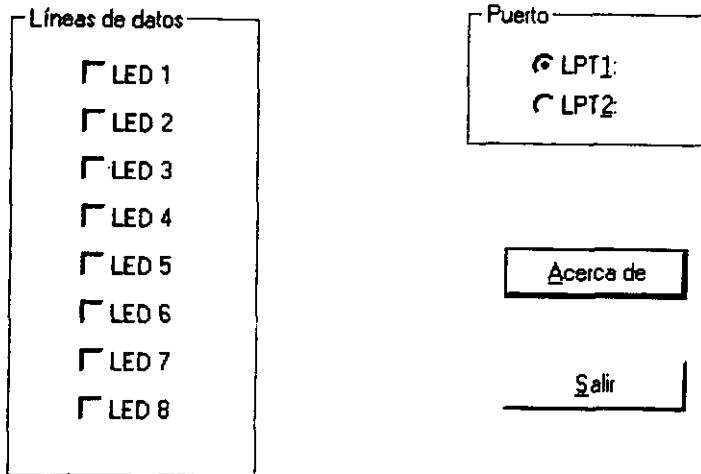 Líneas de datos
LED 1
LED 2
LED 3
LED 4
LED 5
LED 6
LED 7
LED 8
Puerto
LPT1:
LPT2:
Acerca de
Salir